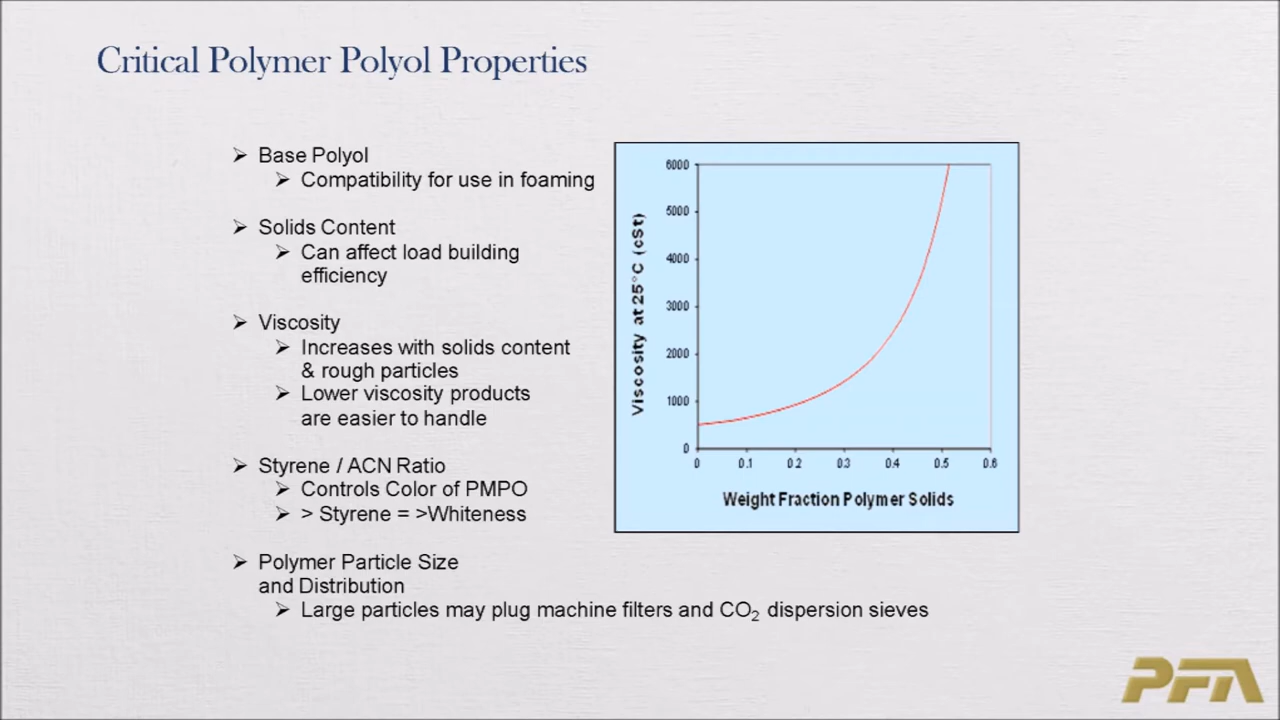 Critical Polymer Polyol Properties
➢ Base Polyol
➢ Compatibility for use in foaming
➢ Solids Content
➢ Can affect load building
efficiency
➢ Viscosity
➢ Increases with solids content
& rough particles
➢ Lower viscosity products
are easier to handle
➢ Styrene / ACN Ratio
➢ Controls Color of PMPO
➢ > Styrene = >Whiteness
➢ Polymer Particle Size
and Distribution
➢ Large particles may plug machine filters and CO₂ dispersion sieves
Viscosity at 25°C (cSt)
6000
5000
4000
3000
2000
1000
0
0 0.1 0.2 0.3 0.4 0.5 0.6
Weight Fraction Polymer Solids
PFA